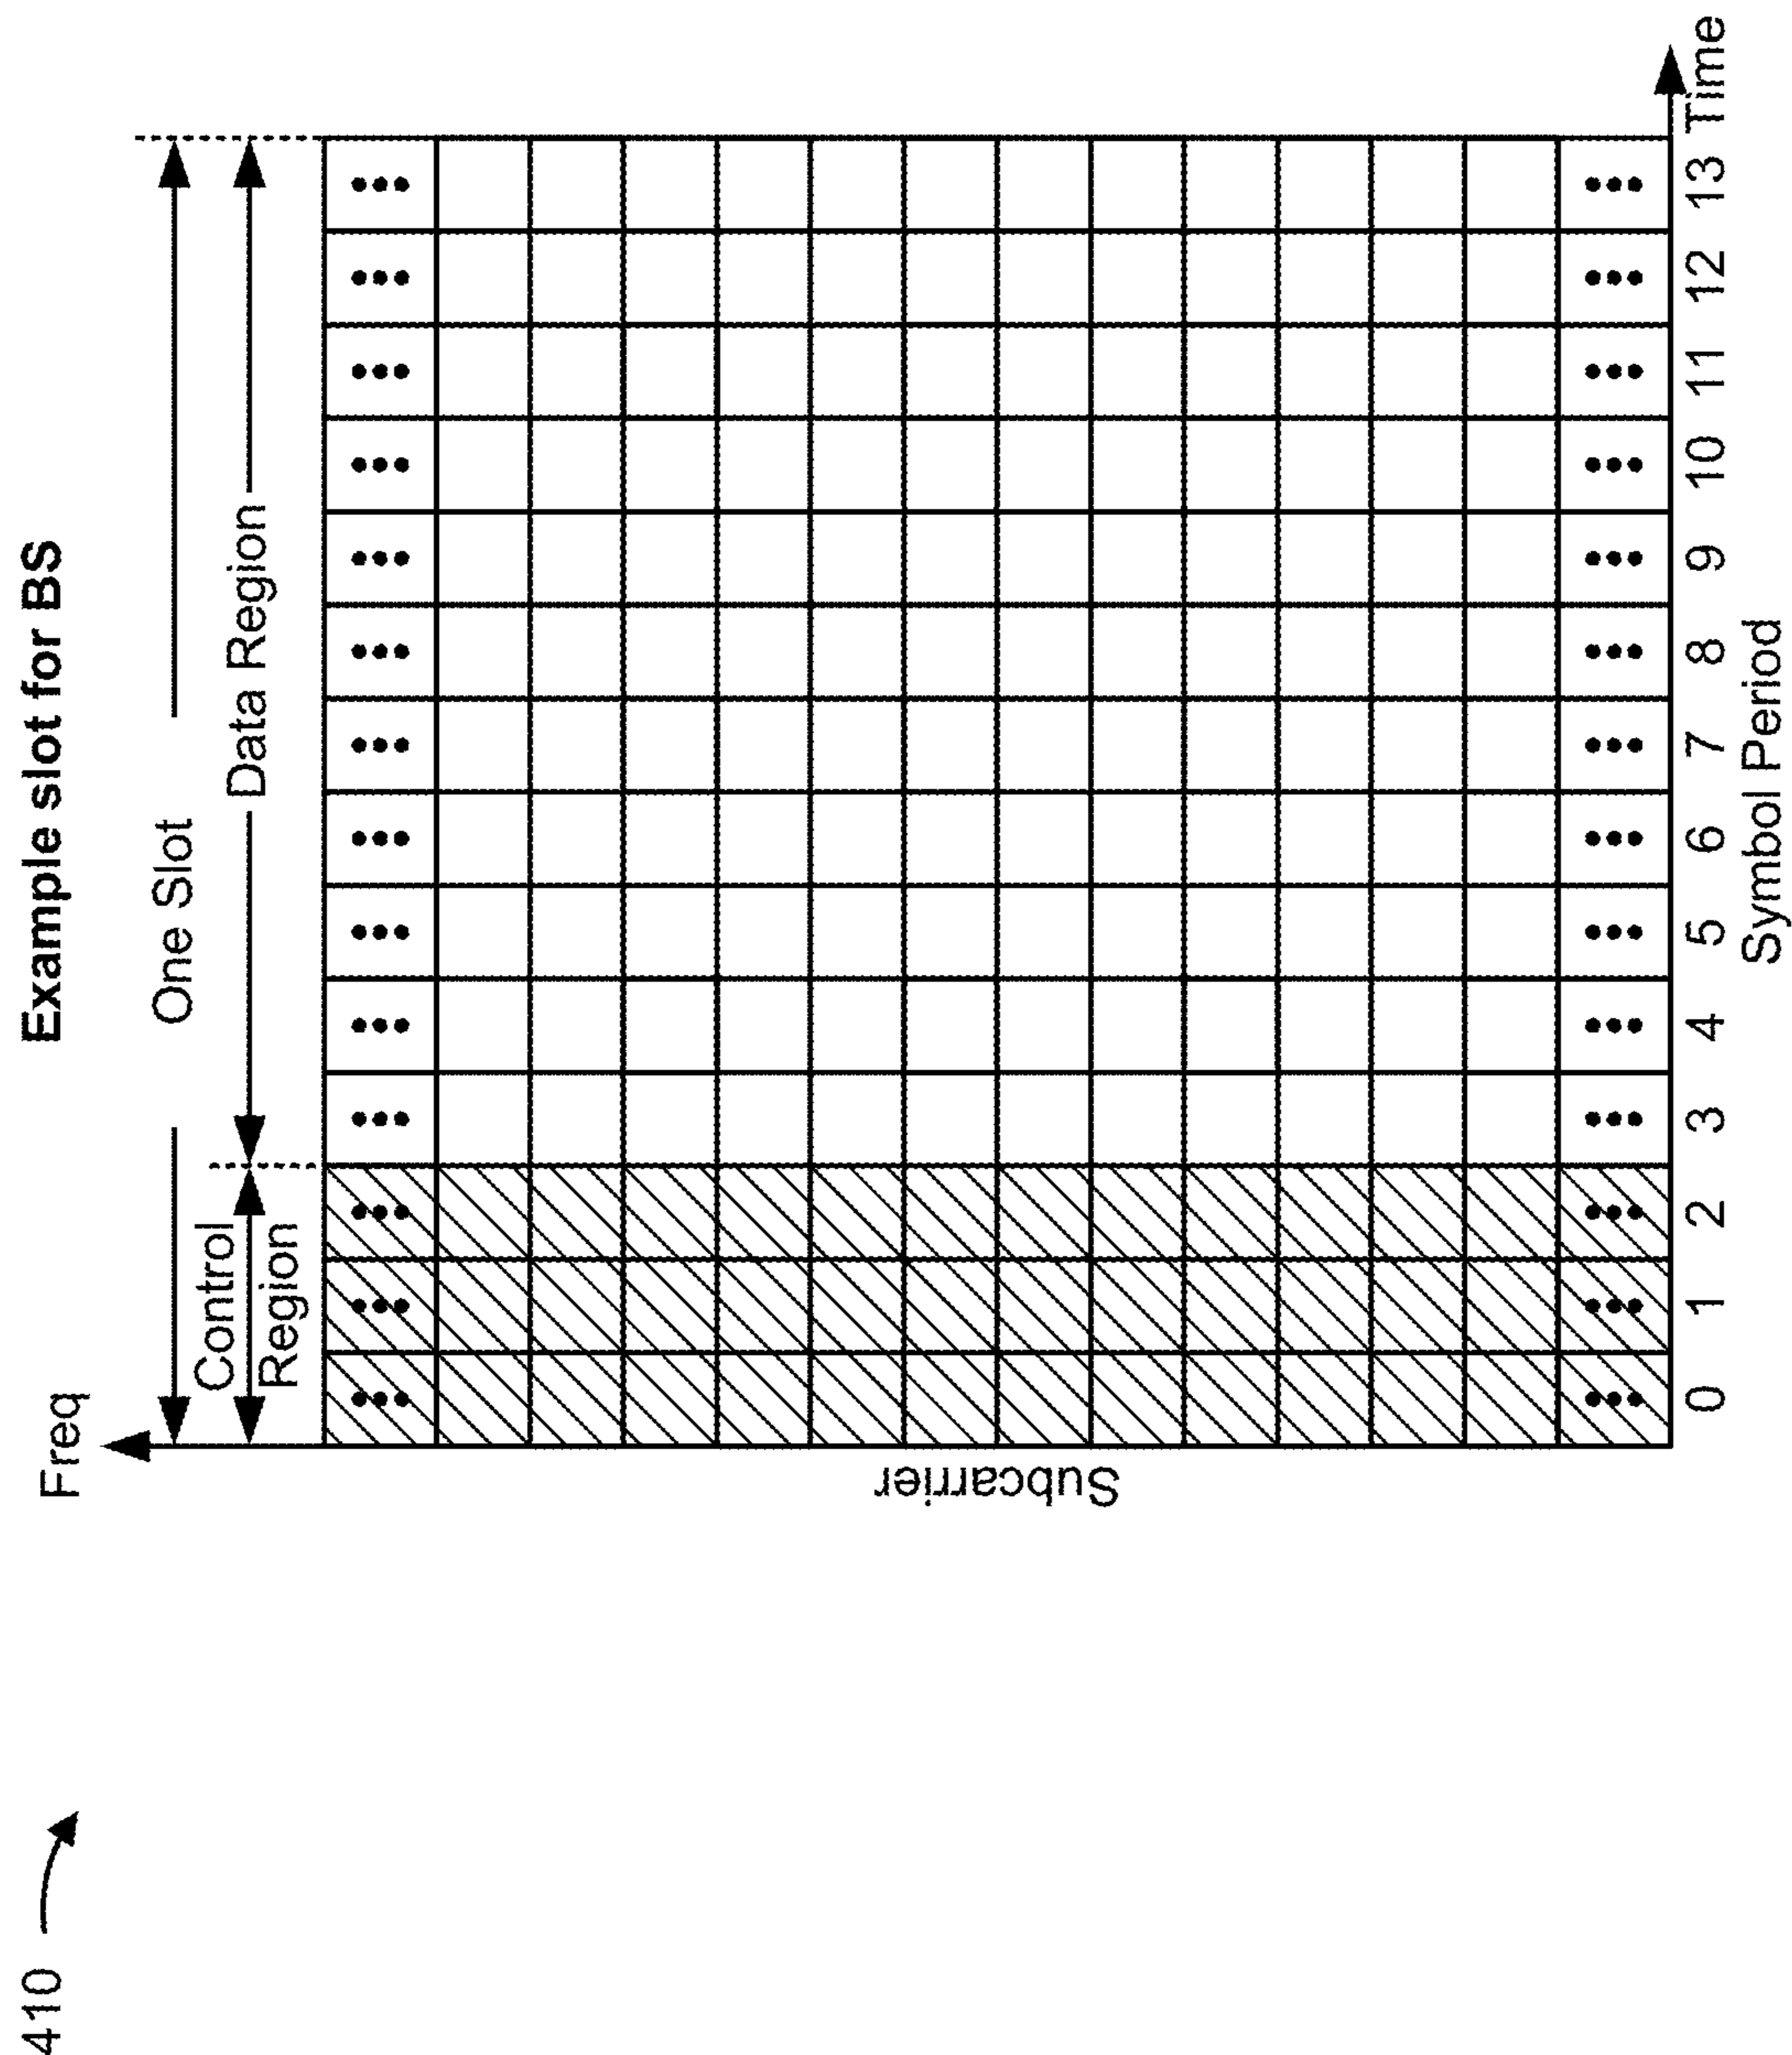 410
Example slot for BS
Freq
One Slot
Control
Region
Data Region
Subcarrier
0 1 2 3 4 5 6 7 8 9 10 11 12 13 Time
Symbol Period